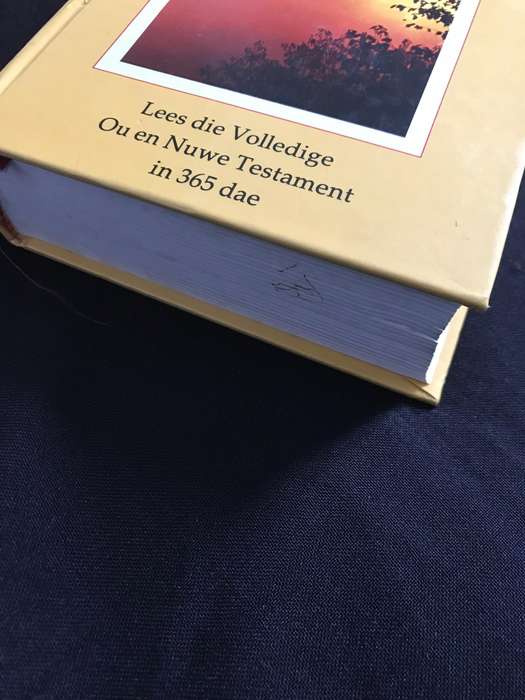 Lees die Volledige
Ou en Nuwe Testament
in 365 dae